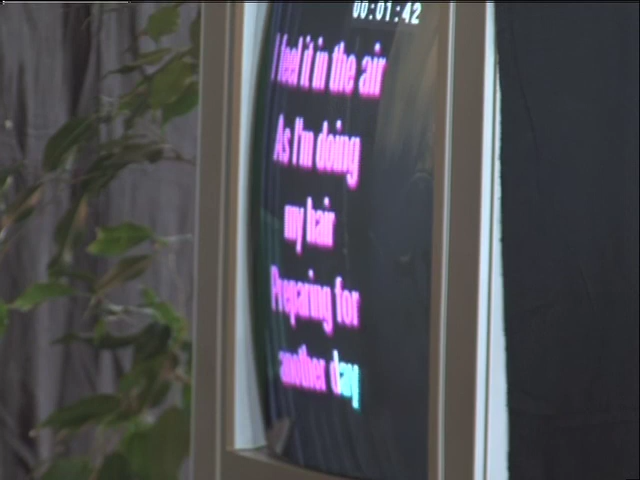 00:01:42
I feel it in the air
As I'm doing
my hair
Preparing for
another day